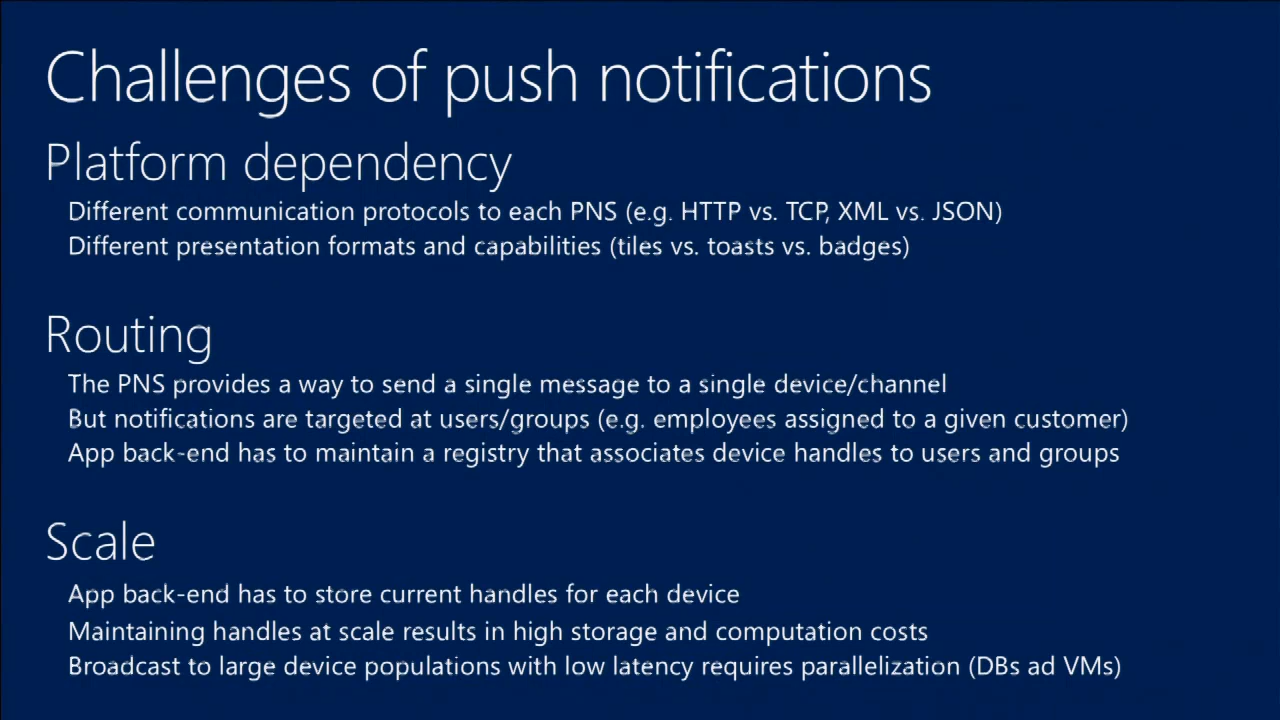 Challenges of push notifications
Platform dependency
Different communication protocols to each PNS (e.g. HTTP vs. TCP, XML vs. JSON)
Different presentation formats and capabilities (tiles vs. toasts vs. badges)
Routing
The PNS provides a way to send a single message to a single device/channel
But notifications are targeted at users/groups (e.g. employees assigned to a given customer)
App back-end has to maintain a registry that associates device handles to users and groups
Scale
App back-end has to store current handles for each device
Maintaining handles at scale results in high storage and computation costs
Broadcast to large device populations with low latency requires parallelization (DBs ad VMs)